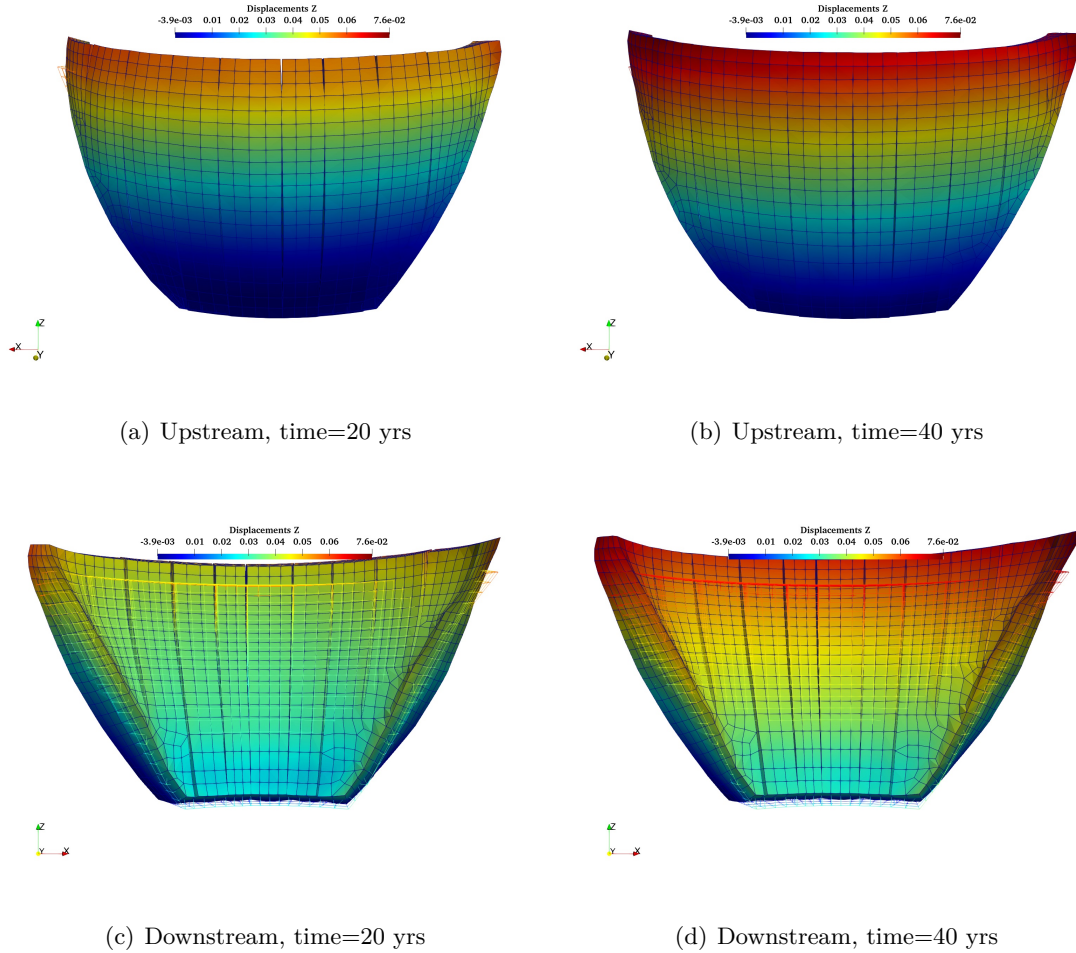 Displacements Z
-3.9e-03 0.01 0.02 0.03 0.04 0.05 0.06 7.6e-02
Displacements Z
-3.9e-03 0.01 0.02 0.03 0.04 0.05 0.06 7.6e-02
Z
X
Y
Z
X
Y
(a) Upstream, time=20 yrs
(b) Upstream, time=40 yrs
Displacements Z
-3.9e-03 0.01 0.02 0.03 0.04 0.05 0.06 7.6e-02
Displacements Z
-3.9e-03 0.01 0.02 0.03 0.04 0.05 0.06 7.6e-02
Z
Y X
Z
Y X
(c) Downstream, time=20 yrs
(d) Downstream, time=40 yrs